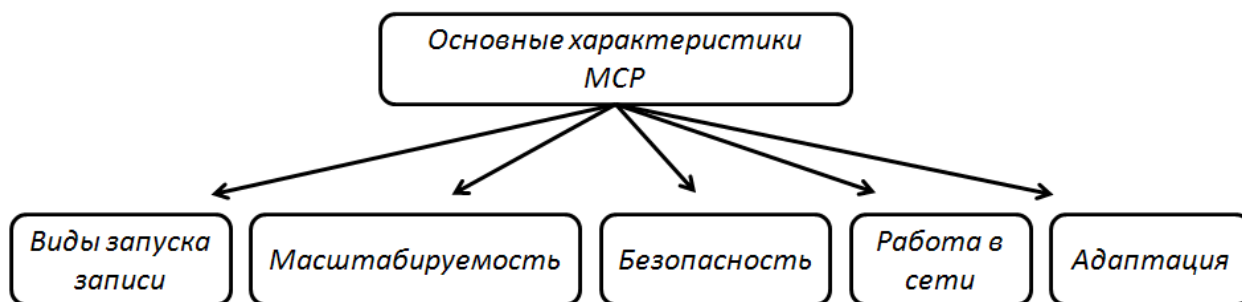 Основные характеристики
МСР
Виды запуска
записи
Масштабируемость
Безопасность
Работа в
сети
Адаптация